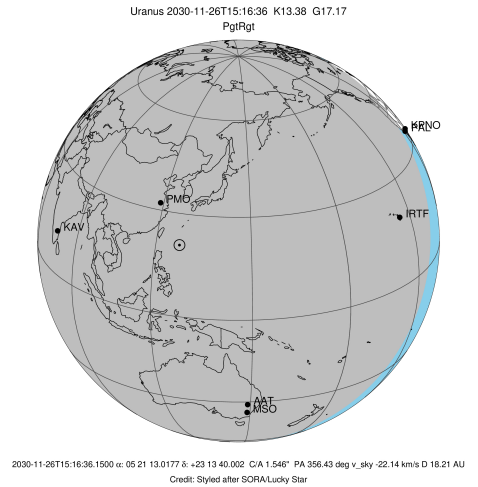 Uranus 2030-11-26T15:16:36 K13.38 G17.17
PgtRgt
KPNO
IRTF
PMO
KAV
AAT
MSO
2030-11-26T15:16:36.1500 α: 05 21 13.0177 δ: +23 13 40.002 C/A 1.546" PA 356.43 deg v_sky -22.14 km/s D 18.21 AU
Credit: Styled after SORA/Lucky Star